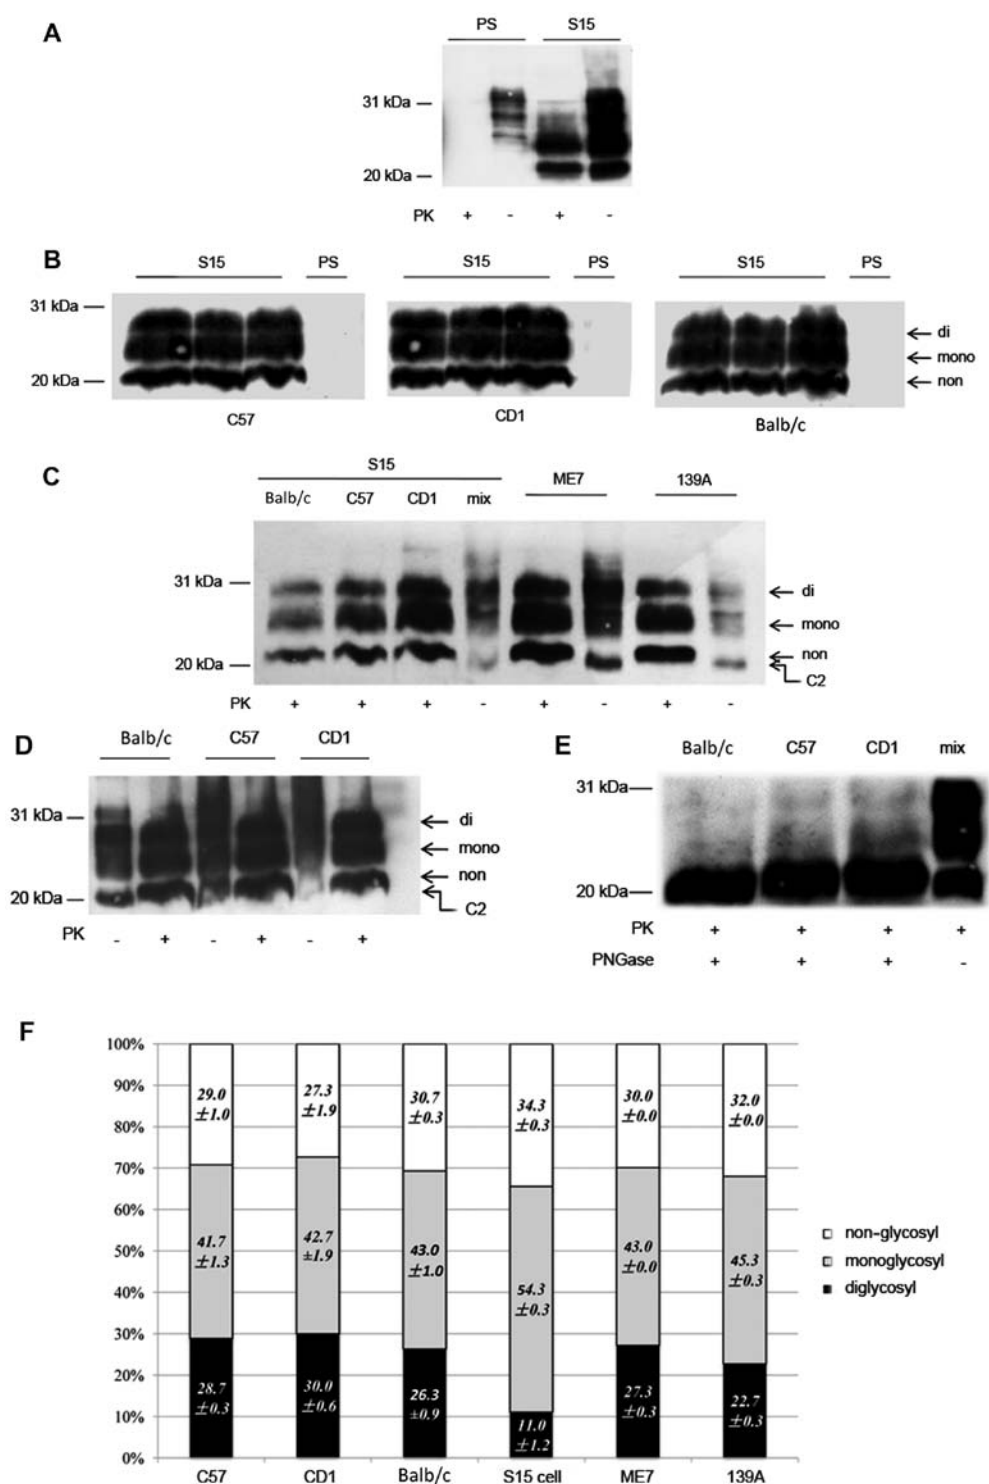 A
PS S15
31 kDa
20 kDa
PK + - + -
B
S15 PS S15 PS S15 PS
31 kDa
20 kDa
di
mono
non
C57 CD1 Balb/c
C
S15 ME7 139A
Balb/c C57 CD1 mix
31 kDa
20 kDa
di
mono
non
C2
PK + + + - + - + -
D
Balb/c C57 CD1
31 kDa
20 kDa
di
mono
non
C2
PK - + - + - +
E
Balb/c C57 CD1 mix
31 kDa
20 kDa
PK + + + +
PNGase + + + -
F
100%
90%
80%
70%
60%
50%
40%
30%
20%
10%
0%
29.0 ±1.0
27.3 ±1.9
30.7 ±0.3
34.3 ±0.3
30.0 ±0.0
32.0 ±0.0
41.7 ±1.3
42.7 ±1.9
43.0 ±1.0
54.3 ±0.3
43.0 ±0.0
45.3 ±0.3
28.7 ±0.3
30.0 ±0.6
26.3 ±0.9
11.0 ±1.2
27.3 ±0.3
22.7 ±0.3
non-glycosyl
monoglycosyl
diglycosyl
C57 CD1 Balb/c S15 cell ME7 139A